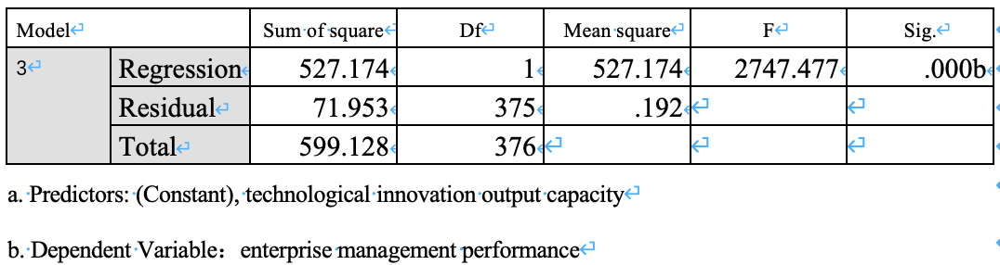 Model Sum of square Df Mean square F Sig.
3 Regression 527.174 1 527.174 2747.477 .000b
Residual 71.953 375 .192
Total 599.128 376
a. Predictors: (Constant), technological innovation output capacity
b. Dependent Variable： enterprise management performance